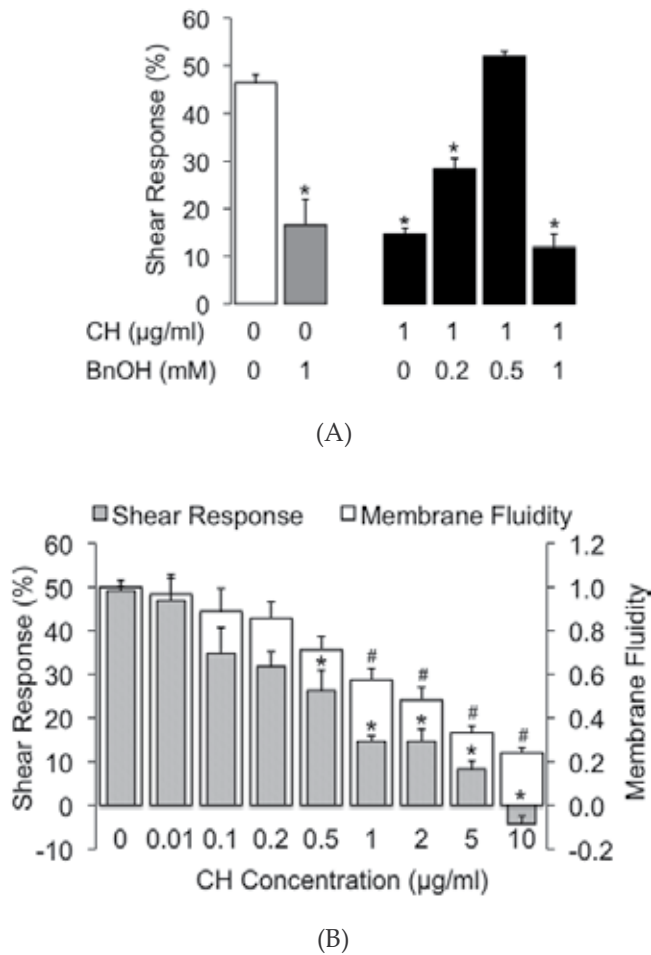 60
50
40
30
20
10
0
Shear Response (%)
* * * *
CH (µg/ml) 0 0 1 1 1 1
BnOH (mM) 0 1 0 0.2 0.5 1
(A)
Shear Response Membrane Fluidity
60 1.2
50 1.0
40 0.8
30 0.6
20 0.4
10 0.2
0 0.0
-10 -0.2
Shear Response (%)
Membrane Fluidity
# # # # #
* * * * *
0 0.01 0.1 0.2 0.5 1 2 5 10
CH Concentration (µg/ml)
(B)